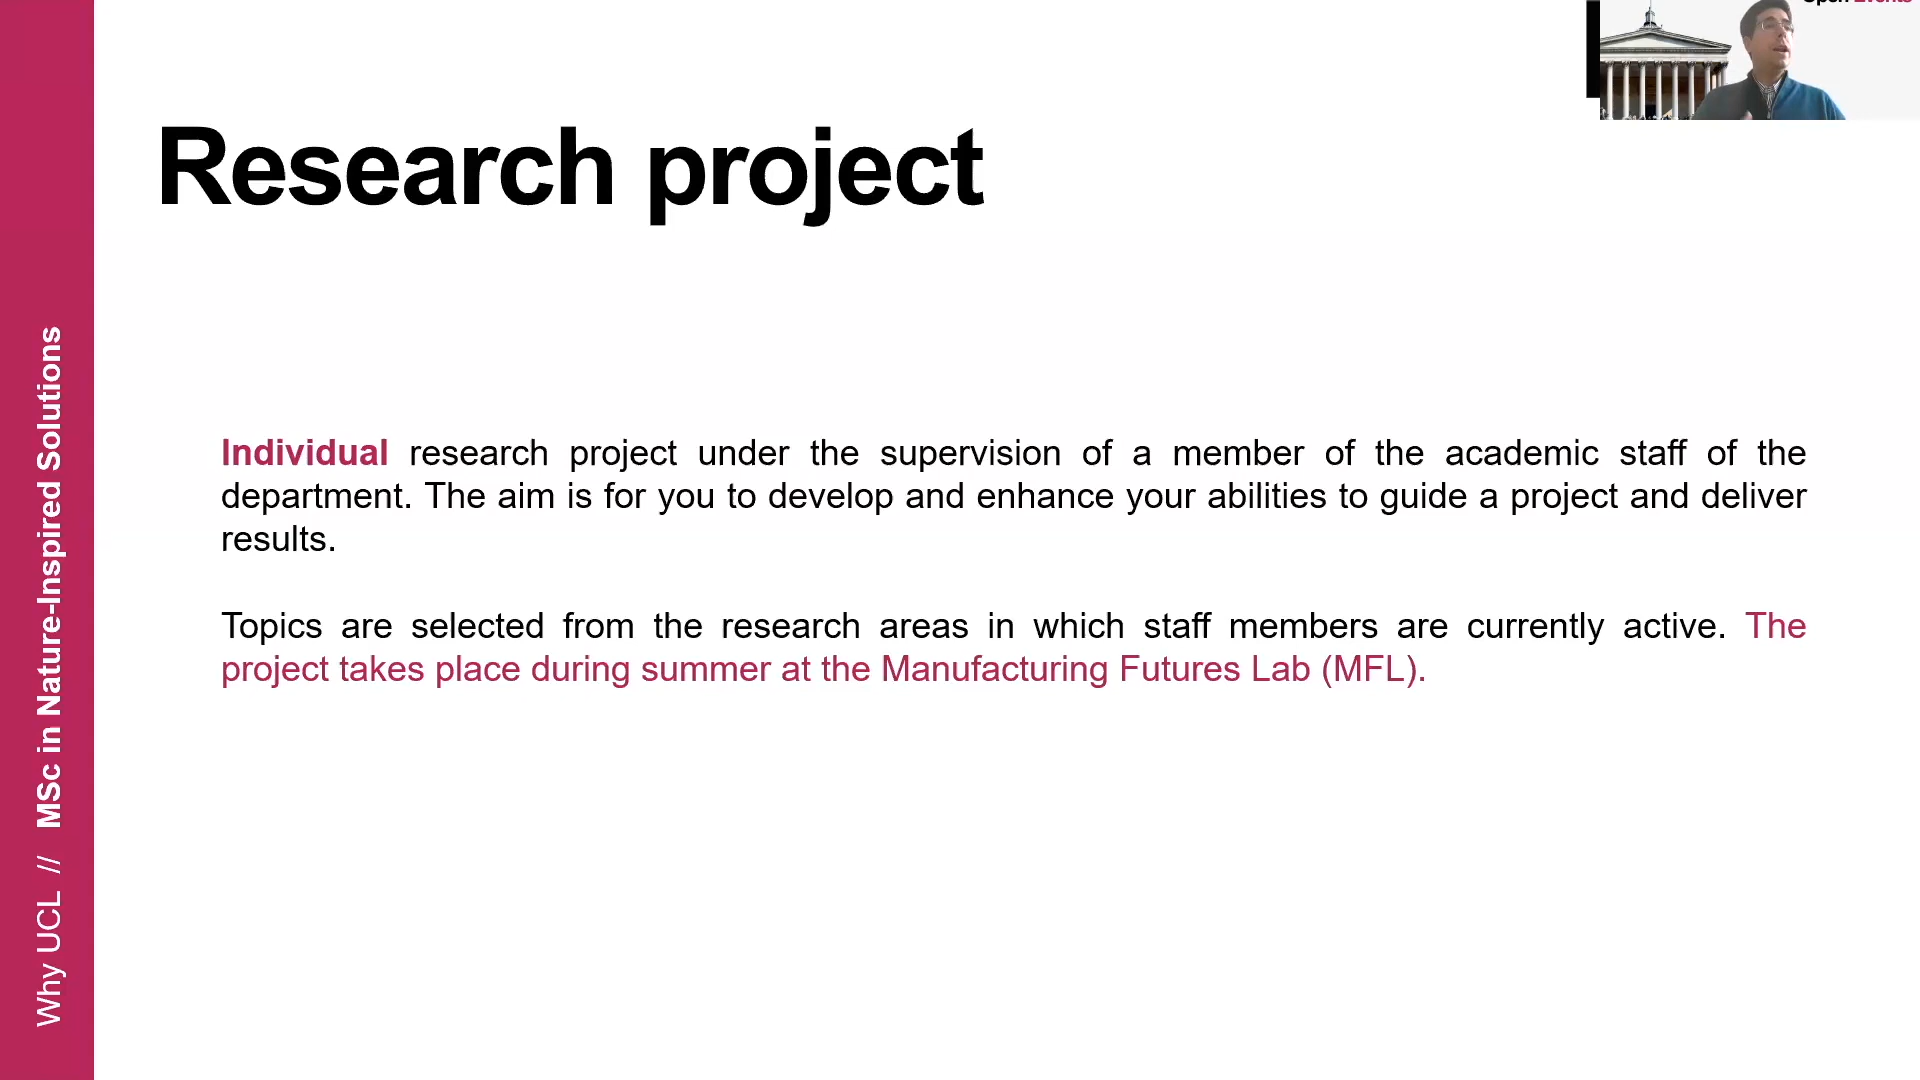 Open Events
Research project
Individual research project under the supervision of a member of the academic staff of the
department. The aim is for you to develop and enhance your abilities to guide a project and deliver
results.
Topics are selected from the research areas in which staff members are currently active. The
project takes place during summer at the Manufacturing Futures Lab (MFL).
Why UCL // MSc in Nature-Inspired Solutions